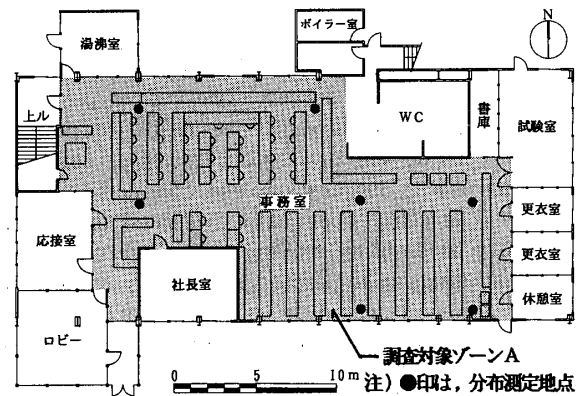 ボイラー室
N
湯沸室
上ル
WC
書庫
試験室
事務室
更衣室
応接室
更衣室
社長室
休憩室
ロビー
調査対象ゾーンA
0 5 10m
注)●印は,分布測定地点